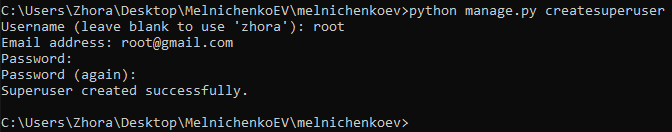 C:\Users\Zhora\Desktop\MelnichenkoEV\melnichenkoev>python manage.py createsuperuser
Username (leave blank to use 'zhora'): root
Email address: root@gmail.com
Password:
Password (again):
Superuser created successfully.
C:\Users\Zhora\Desktop\MelnichenkoEV\melnichenkoev>